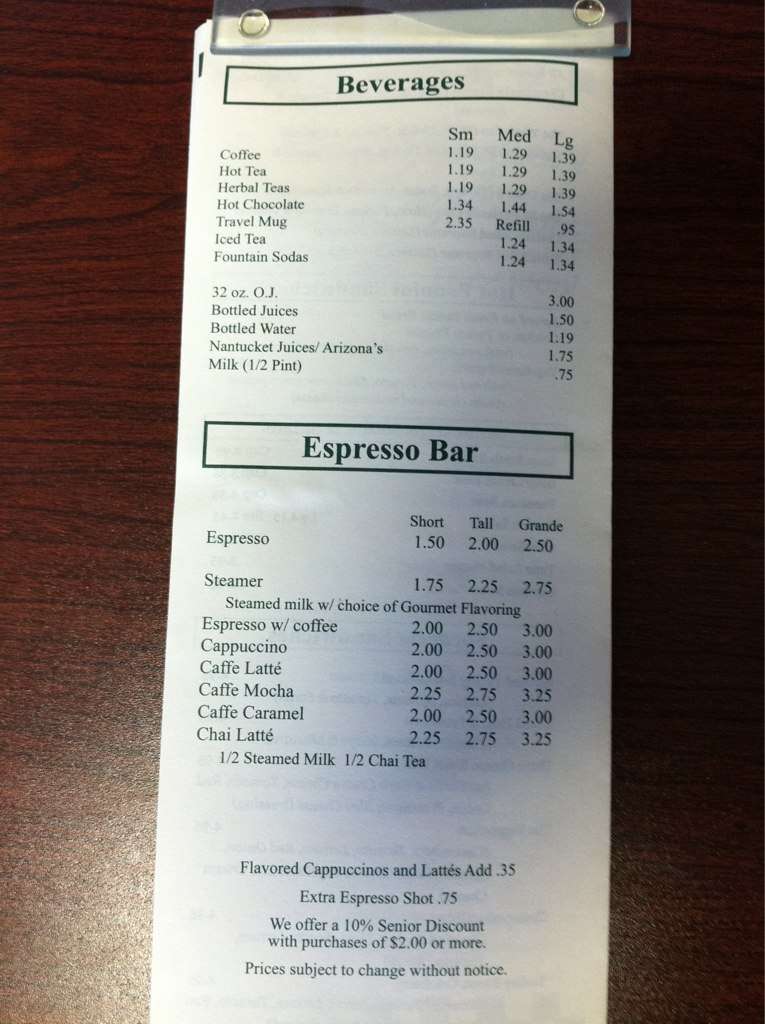 Beverages
Sm Med Lg
Coffee 1.19 1.29 1.39
Hot Tea 1.19 1.29 1.39
Herbal Teas 1.19 1.29 1.39
Hot Chocolate 1.34 1.44 1.54
Travel Mug 2.35 Refill .95
Iced Tea 1.24 1.34
Fountain Sodas 1.24 1.34
32 oz. O.J. 3.00
Bottled Juices 1.50
Bottled Water 1.19
Nantucket Juices/ Arizona's 1.75
Milk (1/2 Pint) .75
Espresso Bar
Short Tall Grande
Espresso 1.50 2.00 2.50
Steamer 1.75 2.25 2.75
Steamed milk w/ choice of Gourmet Flavoring
Espresso w/ coffee 2.00 2.50 3.00
Cappuccino 2.00 2.50 3.00
Caffe Latté 2.00 2.50 3.00
Caffe Mocha 2.25 2.75 3.25
Caffe Caramel 2.00 2.50 3.00
Chai Latté 2.25 2.75 3.25
1/2 Steamed Milk 1/2 Chai Tea
Flavored Cappuccinos and Lattés Add .35
Extra Espresso Shot .75
We offer a 10% Senior Discount
with purchases of $2.00 or more.
Prices subject to change without notice.